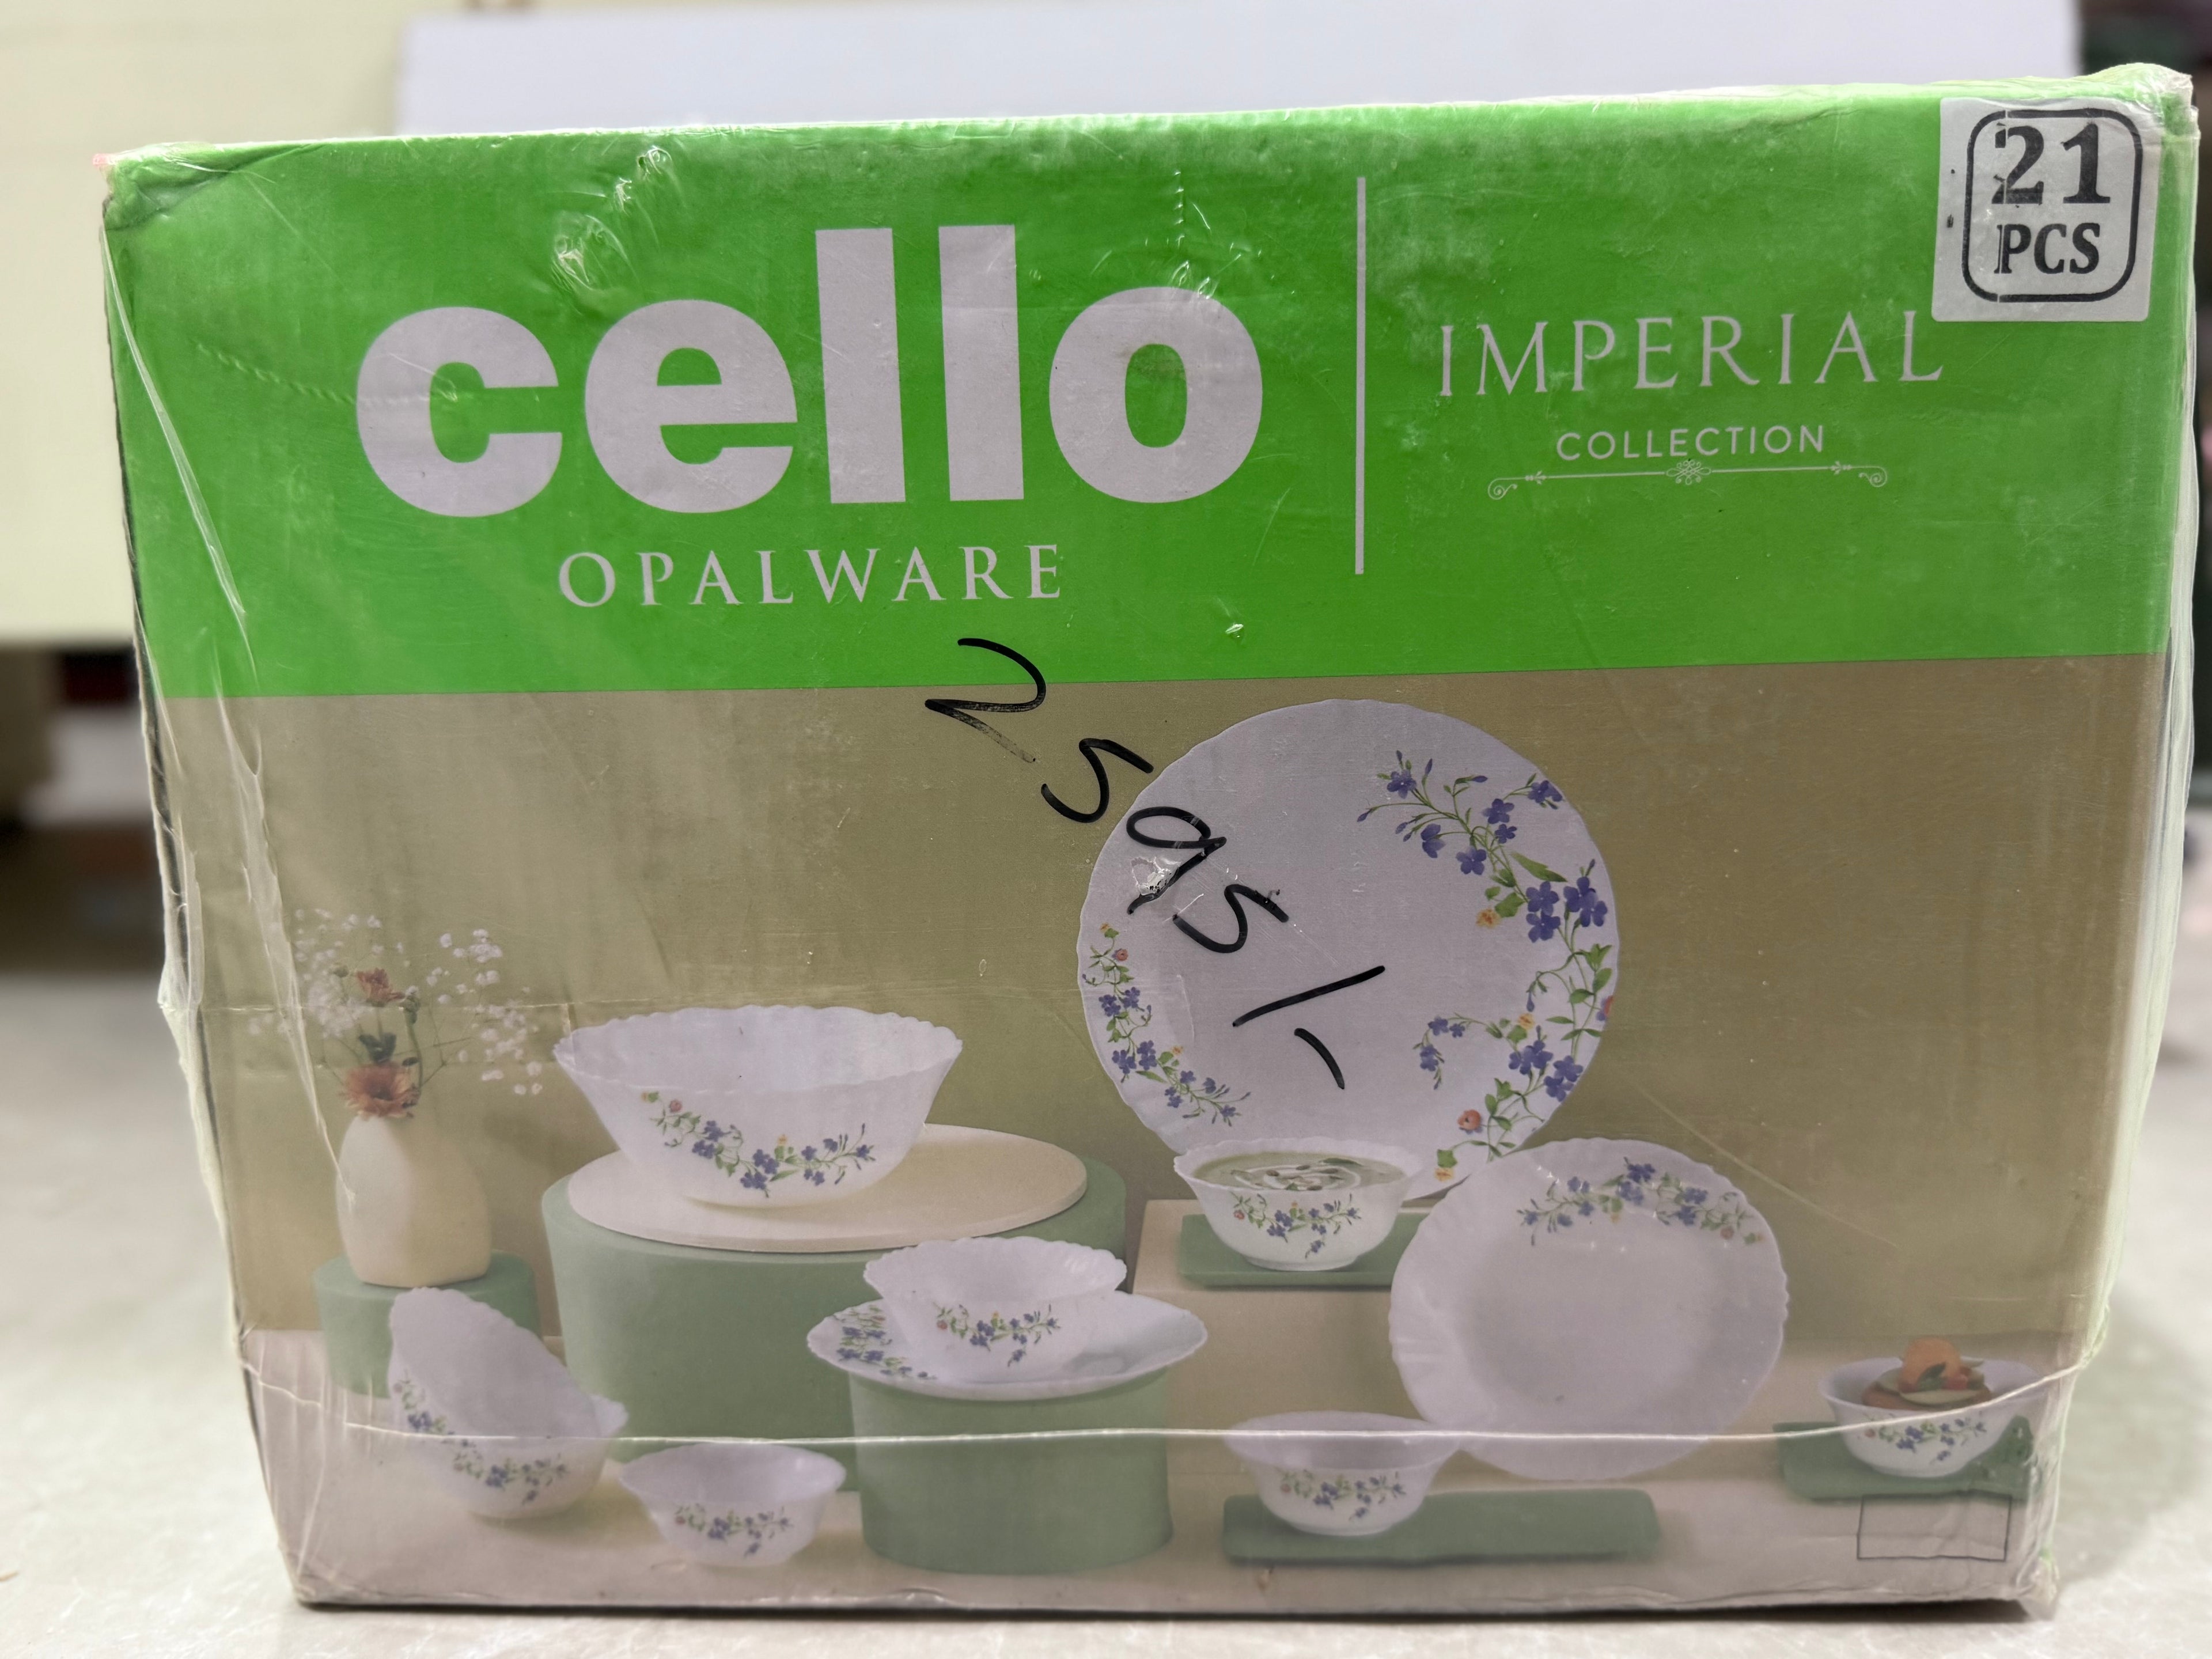 21
PCS
cello
OPALWARE
IMPERIAL
COLLECTION
2595/-